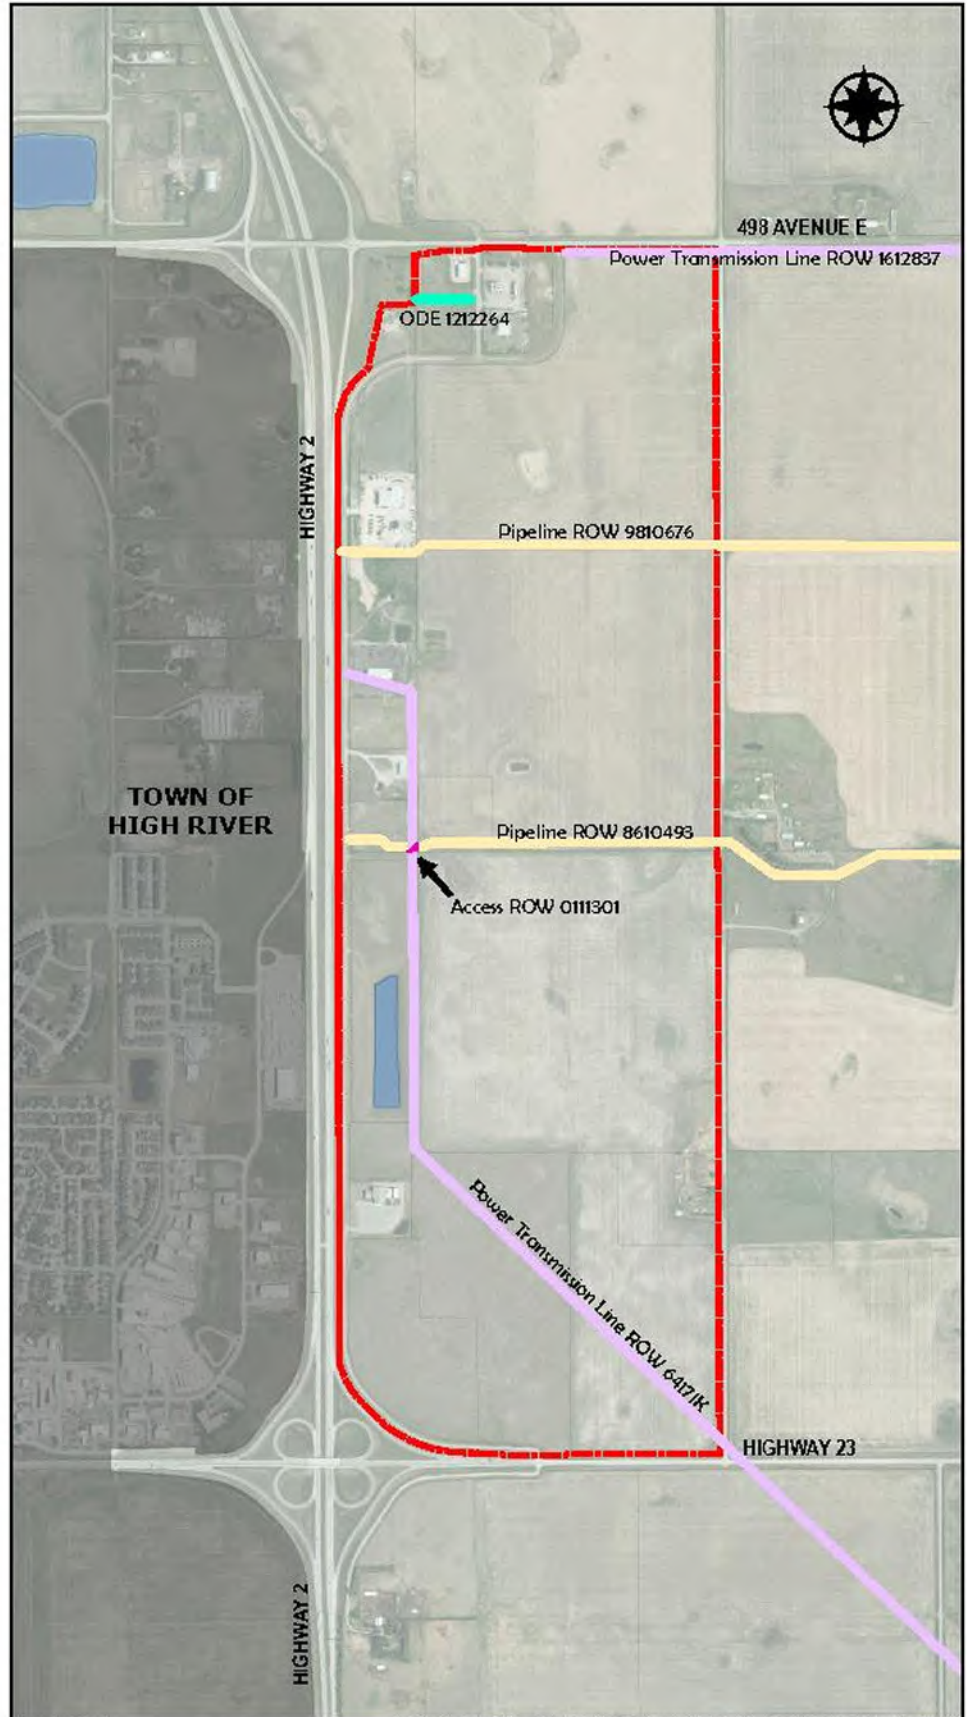 498 AVENUE E
Power Transmission Line ROW 1612837
ODE 1212264
HIGHWAY 2
Pipeline ROW 9810676
TOWN OF
HIGH RIVER
Pipeline ROW 8610493
Access ROW 0111301
Power Transmission Line ROW 6417JK
HIGHWAY 23
HIGHWAY 2